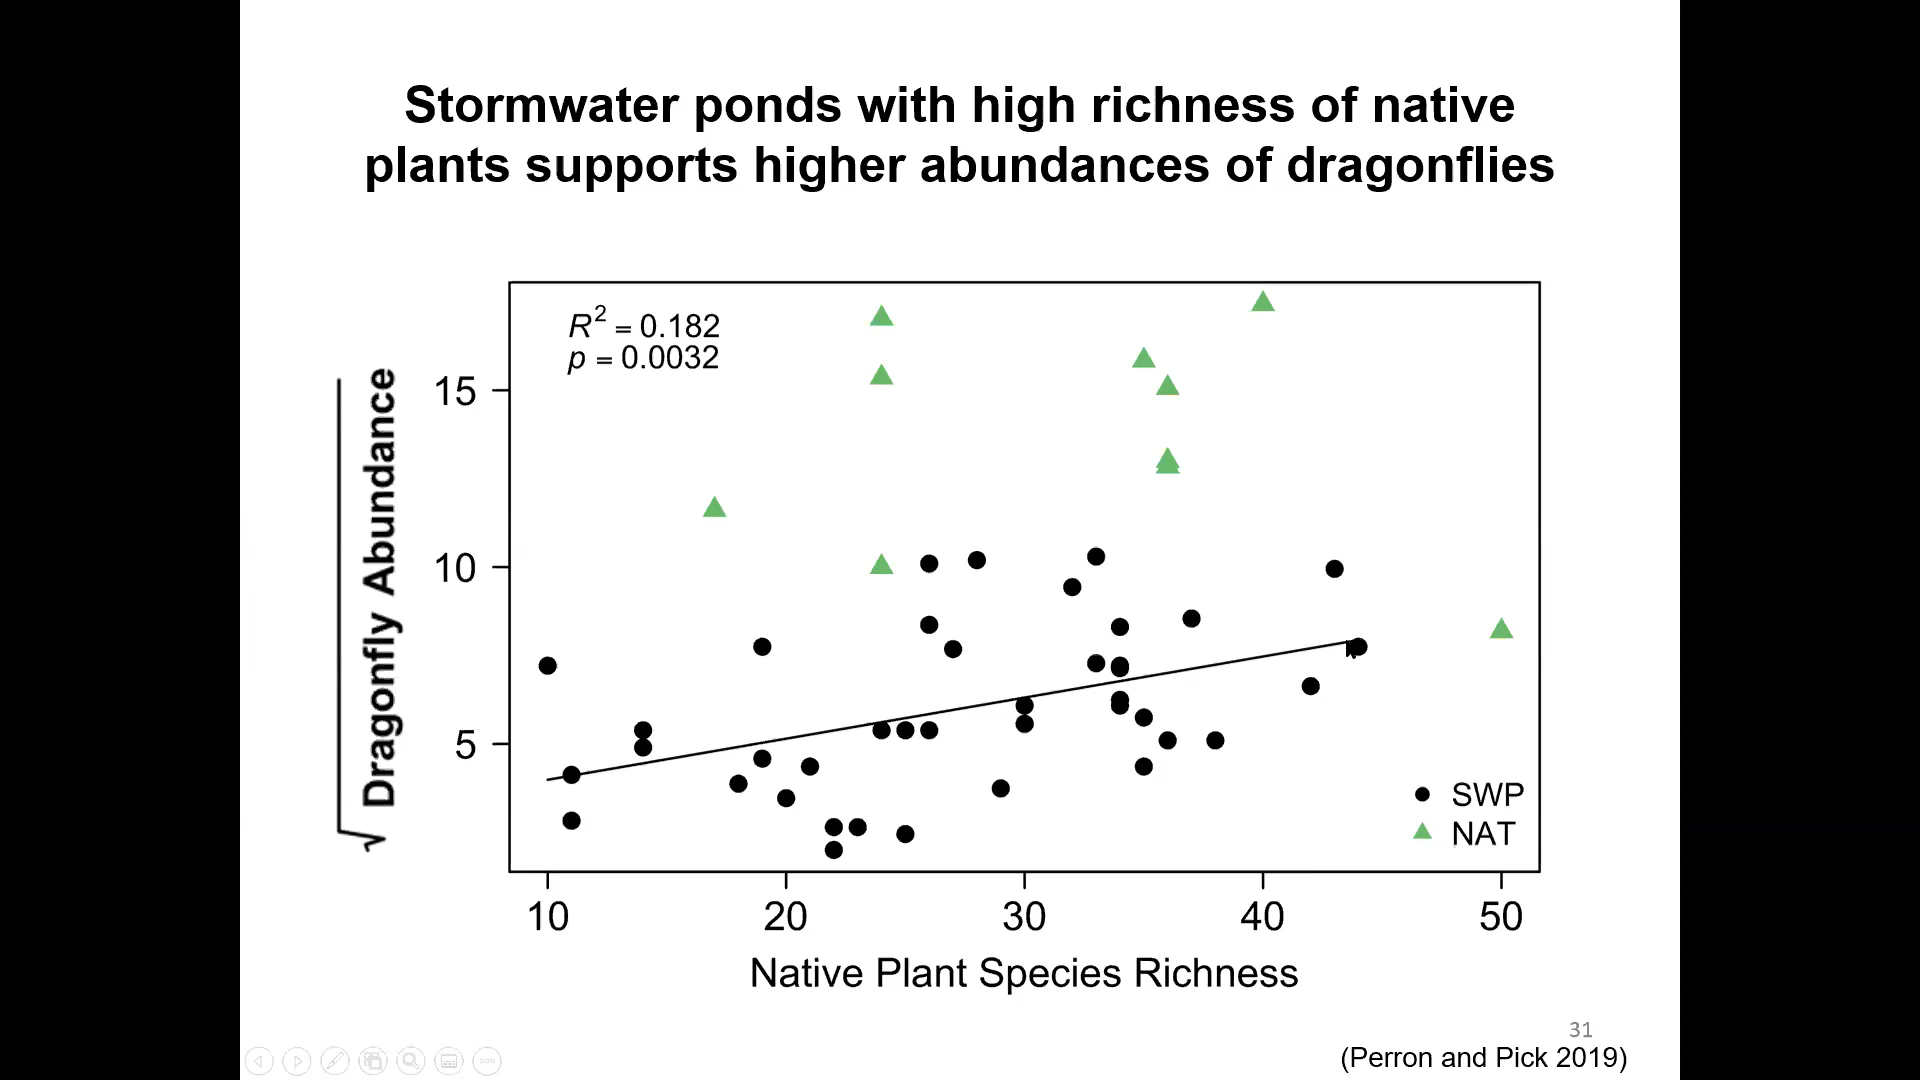 Stormwater ponds with high richness of native
plants supports higher abundances of dragonflies
R² = 0.182
p = 0.0032
√ Dragonfly Abundance
15
10
5
SWP
NAT
10 20 30 40 50
Native Plant Species Richness
31
(Perron and Pick 2019)